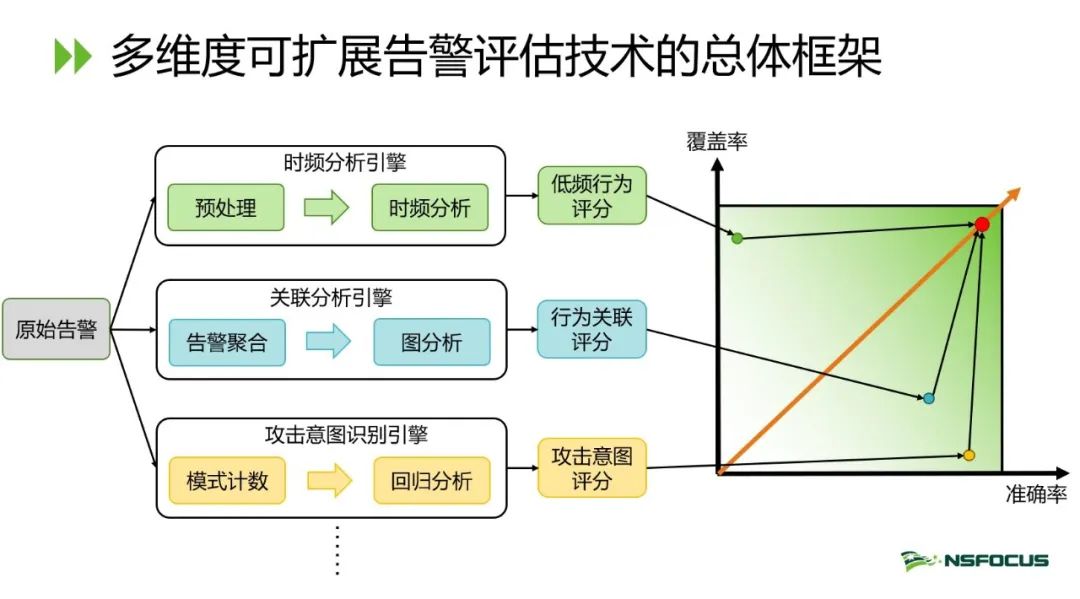 多维度可扩展告警评估技术的总体框架
原始告警
时频分析引擎
预处理
时频分析
低频行为
评分
关联分析引擎
告警聚合
图分析
行为关联
评分
攻击意图识别引擎
模式计数
回归分析
攻击意图
评分
覆盖率
准确率
NSFOCUS